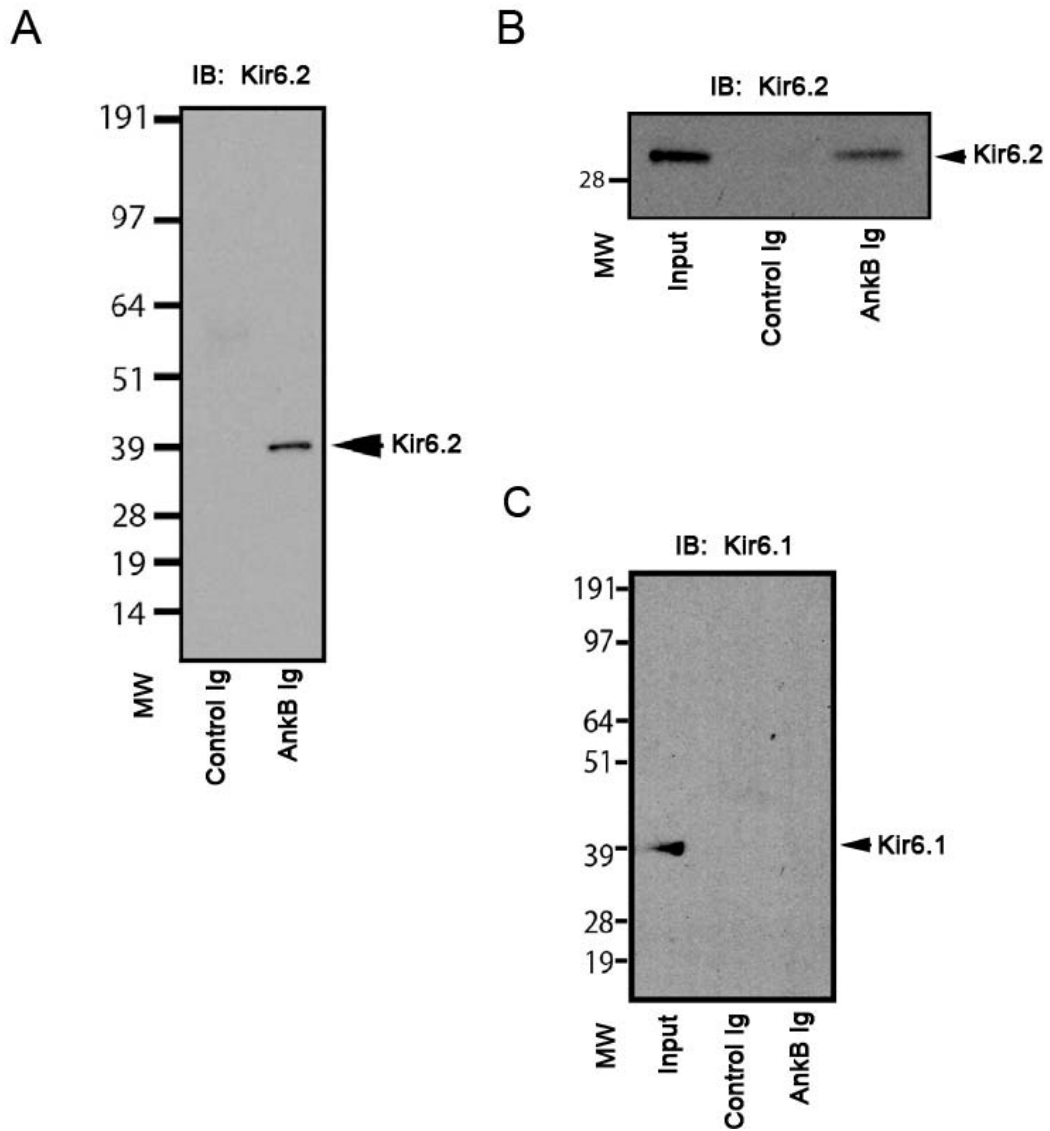 A
IB: Kir6.2
191
97
64
51
39
28
19
14
Kir6.2
MW
Control Ig
AnkB Ig
B
IB: Kir6.2
28
Kir6.2
MW
Input
Control Ig
AnkB Ig
C
IB: Kir6.1
191
97
64
51
39
28
19
Kir6.1
MW
Input
Control Ig
AnkB Ig